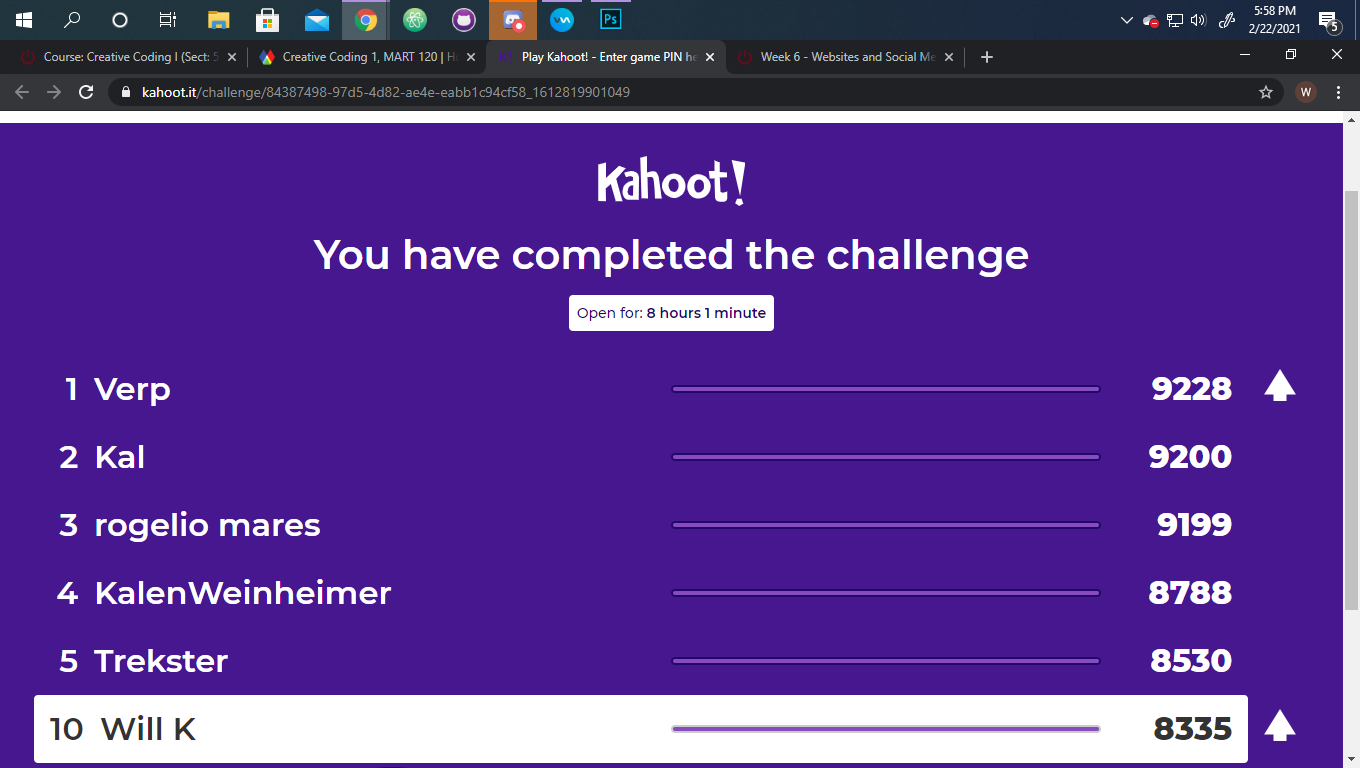 5:58 PM
2/22/2021
5
Course: Creative Coding I (Sect: 5
Creative Coding 1, MART 120 | H
Play Kahoot! - Enter game PIN he
Week 6 - Websites and Social Me
kahoot.it/challenge/84387498-97d5-4d82-ae4e-eabb1c94cf58_1612819901049
W
Kahoot!
You have completed the challenge
Open for: 8 hours 1 minute
1 Verp 9228
2 Kal 9200
3 rogelio mares 9199
4 KalenWeinheimer 8788
5 Trekster 8530
10 Will K 8335